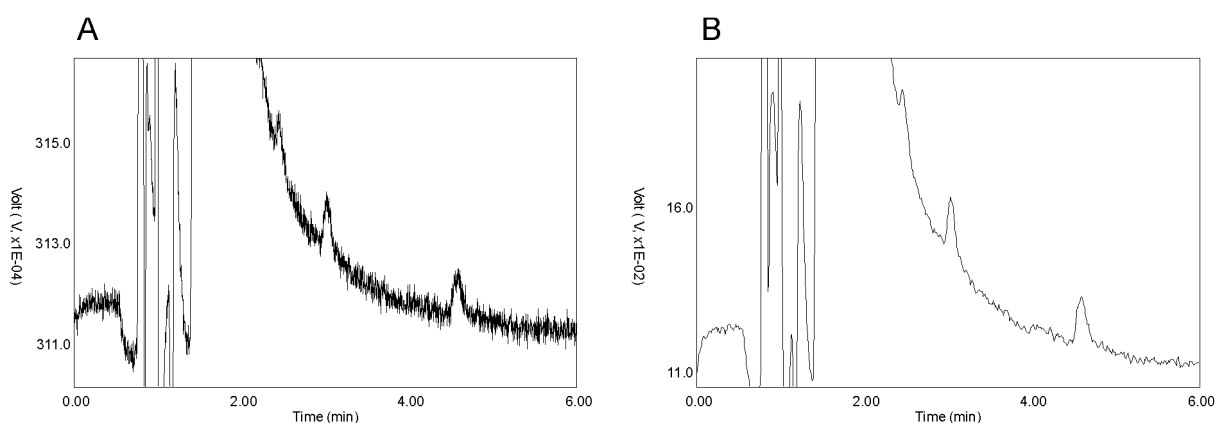 A
B
315.0
313.0
311.0
Volt ( V, x1E-04)
0.00
2.00
4.00
6.00
Time (min)
16.0
11.0
Volt ( V, x1E-02)
0.00
2.00
4.00
6.00
Time (min)